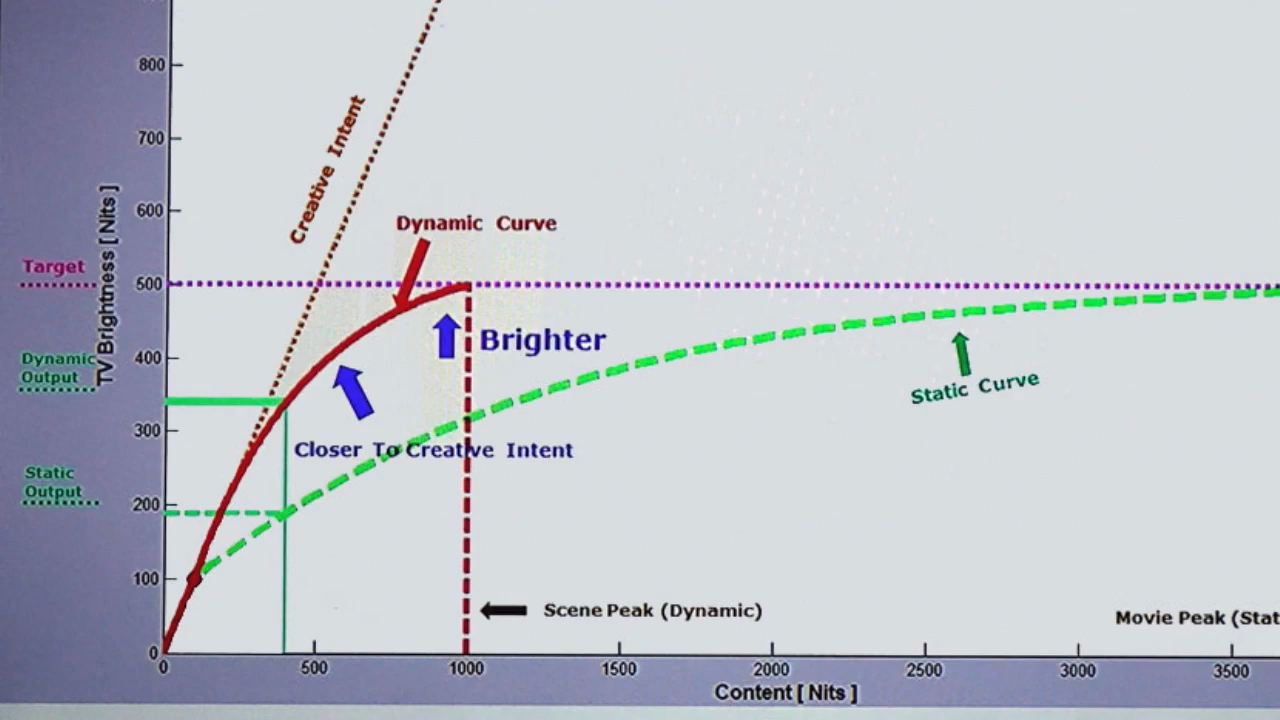 800
700
600
500
400
300
200
100
0
TV Brightness [ Nits ]
Target
Dynamic
Output
Static
Output
Creative Intent
Dynamic Curve
Brighter
Closer To Creative Intent
Static Curve
Scene Peak (Dynamic)
Movie Peak (Stat
0 500 1000 1500 2000 2500 3000 3500
Content [ Nits ]